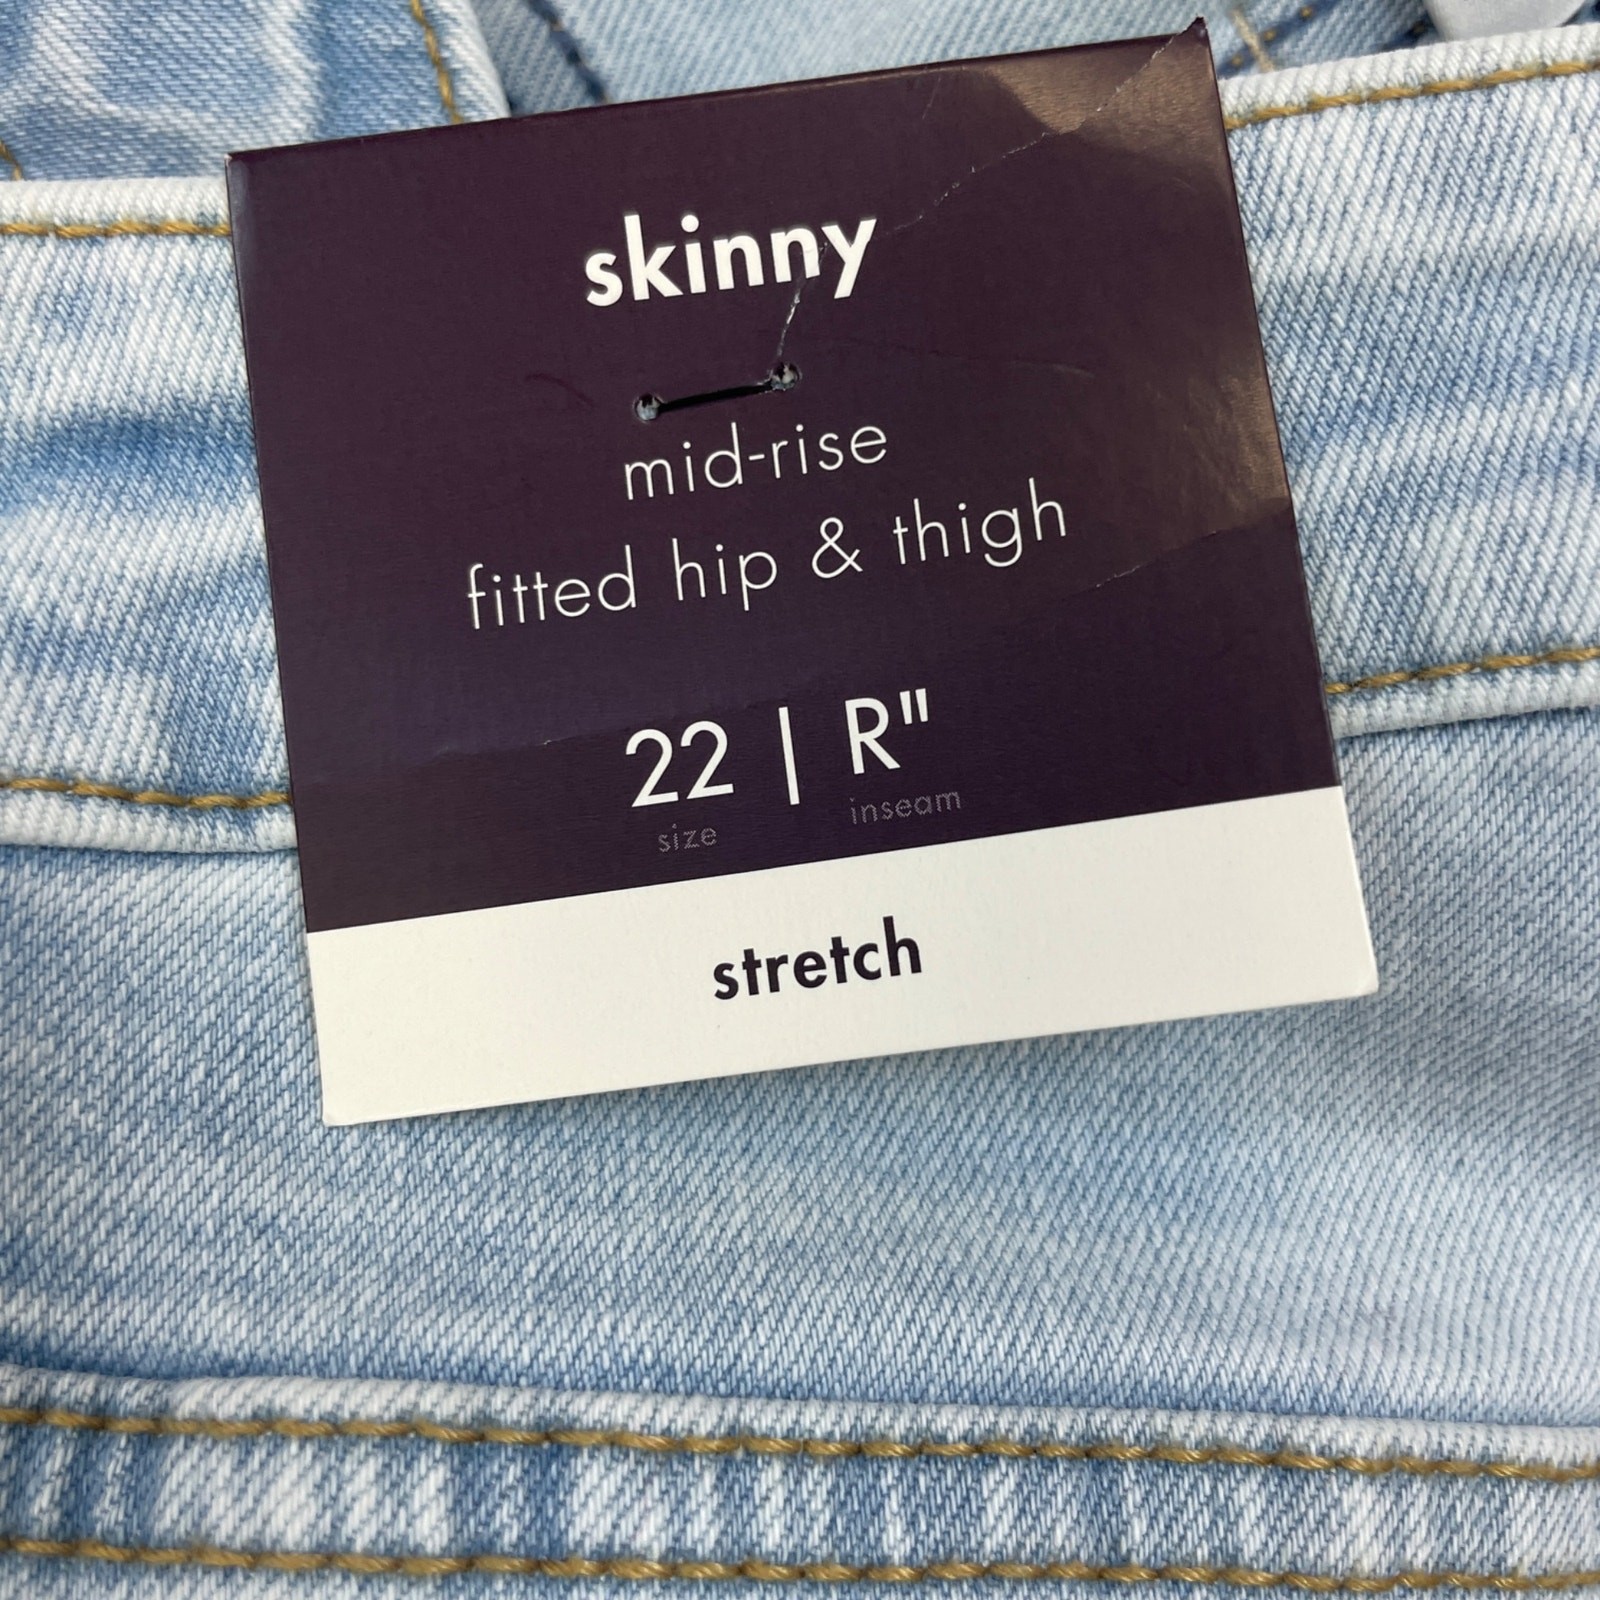 skinny
mid-rise
fitted hip & thigh
22 | R"
size inseam
stretch